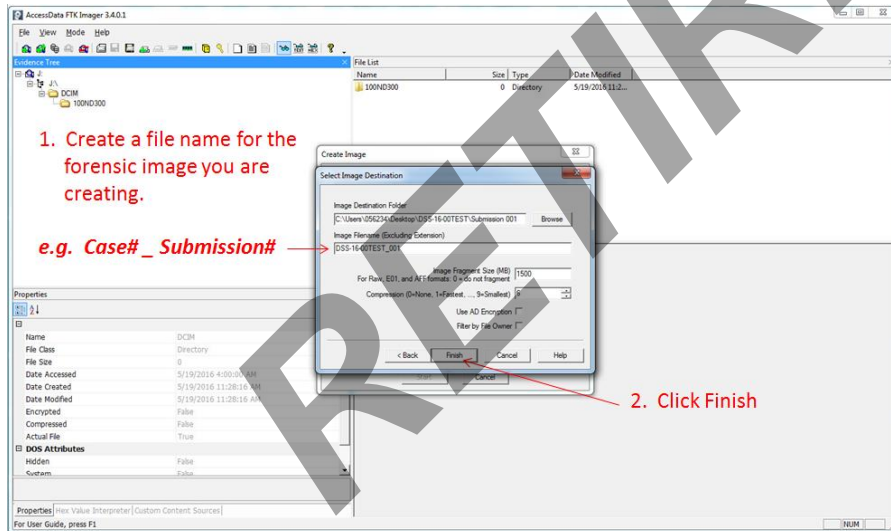 AccessData FTK Imager 3.4.0.1
File View Mode Help
Evidence Tree
File List
J:
J:\
DCIM
100ND300
Name Size Type Date Modified
100ND300 0 Directory 5/19/2016 11:2...
1. Create a file name for the
forensic image you are
creating.
e.g. Case# _ Submission#
Create Image
Select Image Destination
Image Destination Folder
C:\Users\056234\Desktop\DSS-16-00TEST\Submission 001 Browse
Image Filename (Excluding Extension)
DSS-16-00TEST_001
Image Fragment Size (MB) 1500
For Raw, E01, and AFF formats: 0 = do not fragment
Compression (0=None, 1=Fastest, ..., 9=Smallest) 6
Use AD Encryption
Filter by File Owner
< Back Finish Cancel Help
Start Cancel
2. Click Finish
Properties
Name DCIM
File Class Directory
File Size 0
Date Accessed 5/19/2016 4:00:00 AM
Date Created 5/19/2016 11:28:16 AM
Date Modified 5/19/2016 11:28:16 AM
Encrypted False
Compressed False
Actual File True
DOS Attributes
Hidden False
System False
Properties Hex Value Interpreter Custom Content Sources
For User Guide, press F1
NUM
RETIR